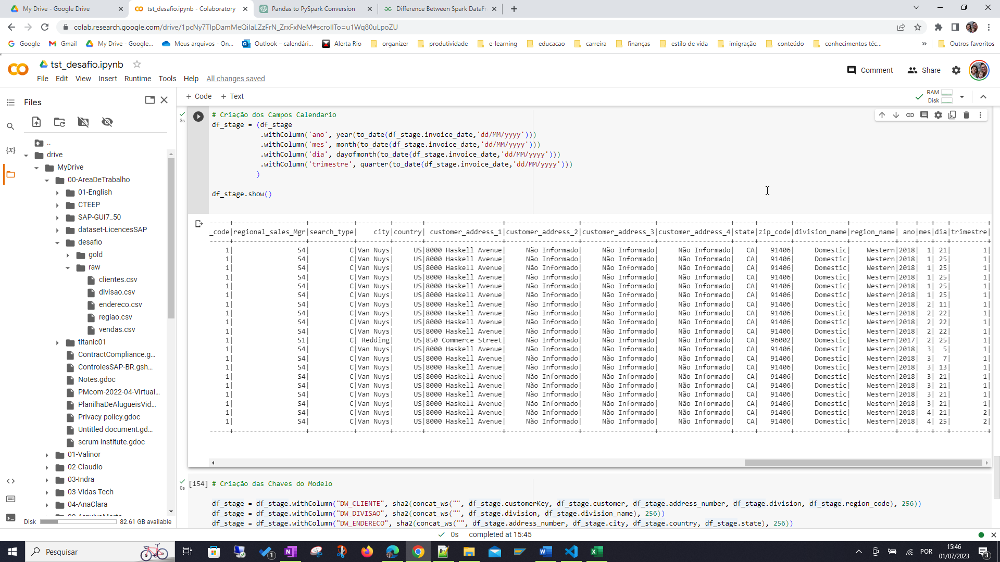 My Drive - Google Drive
tst_desafio.ipynb - Colaboratory
Pandas to PySpark Conversion
Difference Between Spark DataFr
colab.research.google.com/drive/1pcNy7TlpDamMeQiIaLZzFrN_ZrxFxNeM#scrollTo=u1Wq80uLpoZU
Google
Gmail
My Drive - Google...
Meus arquivos - On...
Outlook – calendári...
Alerta Rio
organizer
produtividade
e-learning
educacao
carreira
finanças
estilo de vida
imigração
conteúdo
conhecimentos téc...
»
Outros favoritos
tst_desafio.ipynb
Comment
Share
File Edit View Insert Runtime Tools Help All changes saved
Files
+ Code + Text
RAM
Disk
..
drive
MyDrive
00-AreaDeTrabalho
01-English
CTEEP
SAP-GUI7_50
dataset-LicencesSAP
desafio
gold
raw
clientes.csv
divisao.csv
endereco.csv
regiao.csv
vendas.csv
titanic01
ContractCompliance.g...
ControlesSAP-BR.gsh...
Notes.gdoc
PMcom-2022-04-Virtual...
PlanilhaDeAlugueisVid...
Privacy policy.gdoc
Untitled document.gd...
scrum institute.gdoc
01-Valinor
02-Claudio
03-Indra
03-Vidas Tech
04-AnaClara
Disk
82.61 GB available
3s
# Criação dos Campos Calendario
df_stage = (df_stage
.withColumn('ano', year(to_date(df_stage.invoice_date,'dd/MM/yyyy')))
.withColumn('mes', month(to_date(df_stage.invoice_date,'dd/MM/yyyy')))
.withColumn('dia', dayofmonth(to_date(df_stage.invoice_date,'dd/MM/yyyy')))
.withColumn('trimestre', quarter(to_date(df_stage.invoice_date,'dd/MM/yyyy')))
)
df_stage.show()
-----+------------------+-----------+--------+-------+-------------------+------------------+------------------+------------------+-----+--------+-------------+-----------+----+---+---+---------+
_code|regional_sales_Mgr|search_type|    city|country| customer_address_1|customer_address_2|customer_address_3|customer_address_4|state|zip_code|division_name|region_name| ano|mes|dia|trimestre|
-----+------------------+-----------+--------+-------+-------------------+------------------+------------------+------------------+-----+--------+-------------+-----------+----+---+---+---------+
1| S4| C|Van Nuys| US|8000 Haskell Avenue| Não Informado| Não Informado| Não Informado| CA| 91406| Domestic| Western|2018| 1| 21| 1|
1| S4| C|Van Nuys| US|8000 Haskell Avenue| Não Informado| Não Informado| Não Informado| CA| 91406| Domestic| Western|2018| 1| 25| 1|
1| S4| C|Van Nuys| US|8000 Haskell Avenue| Não Informado| Não Informado| Não Informado| CA| 91406| Domestic| Western|2018| 1| 25| 1|
1| S4| C|Van Nuys| US|8000 Haskell Avenue| Não Informado| Não Informado| Não Informado| CA| 91406| Domestic| Western|2018| 1| 25| 1|
1| S4| C|Van Nuys| US|8000 Haskell Avenue| Não Informado| Não Informado| Não Informado| CA| 91406| Domestic| Western|2018| 1| 25| 1|
1| S4| C|Van Nuys| US|8000 Haskell Avenue| Não Informado| Não Informado| Não Informado| CA| 91406| Domestic| Western|2018| 1| 25| 1|
1| S4| C|Van Nuys| US|8000 Haskell Avenue| Não Informado| Não Informado| Não Informado| CA| 91406| Domestic| Western|2018| 2| 11| 1|
1| S4| C|Van Nuys| US|8000 Haskell Avenue| Não Informado| Não Informado| Não Informado| CA| 91406| Domestic| Western|2018| 2| 22| 1|
1| S4| C|Van Nuys| US|8000 Haskell Avenue| Não Informado| Não Informado| Não Informado| CA| 91406| Domestic| Western|2018| 2| 22| 1|
1| S4| C|Van Nuys| US|8000 Haskell Avenue| Não Informado| Não Informado| Não Informado| CA| 91406| Domestic| Western|2018| 2| 22| 1|
1| S1| C| Redding| US|850 Commerce Street| Não Informado| Não Informado| Não Informado| CA| 96002| Domestic| Western|2017| 2| 25| 1|
1| S4| C|Van Nuys| US|8000 Haskell Avenue| Não Informado| Não Informado| Não Informado| CA| 91406| Domestic| Western|2018| 3| 5| 1|
1| S4| C|Van Nuys| US|8000 Haskell Avenue| Não Informado| Não Informado| Não Informado| CA| 91406| Domestic| Western|2018| 3| 7| 1|
1| S4| C|Van Nuys| US|8000 Haskell Avenue| Não Informado| Não Informado| Não Informado| CA| 91406| Domestic| Western|2018| 3| 13| 1|
1| S4| C|Van Nuys| US|8000 Haskell Avenue| Não Informado| Não Informado| Não Informado| CA| 91406| Domestic| Western|2018| 3| 21| 1|
1| S4| C|Van Nuys| US|8000 Haskell Avenue| Não Informado| Não Informado| Não Informado| CA| 91406| Domestic| Western|2018| 3| 21| 1|
1| S4| C|Van Nuys| US|8000 Haskell Avenue| Não Informado| Não Informado| Não Informado| CA| 91406| Domestic| Western|2018| 3| 21| 1|
1| S4| C|Van Nuys| US|8000 Haskell Avenue| Não Informado| Não Informado| Não Informado| CA| 91406| Domestic| Western|2018| 3| 21| 1|
1| S4| C|Van Nuys| US|8000 Haskell Avenue| Não Informado| Não Informado| Não Informado| CA| 91406| Domestic| Western|2018| 4| 21| 2|
1| S4| C|Van Nuys| US|8000 Haskell Avenue| Não Informado| Não Informado| Não Informado| CA| 91406| Domestic| Western|2018| 4| 25| 2|
-----+------------------+-----------+--------+-------+-------------------+------------------+------------------+------------------+-----+--------+-------------+-----------+----+---+---+---------+
0s
[154] # Criação das Chaves do Modelo
df_stage = df_stage.withColumn("DW_CLIENTE", sha2(concat_ws("", df_stage.customerKey, df_stage.customer, df_stage.address_number, df_stage.division, df_stage.region_code), 256))
df_stage = df_stage.withColumn("DW_DIVISAO", sha2(concat_ws("", df_stage.division, df_stage.division_name), 256))
df_stage = df_stage.withColumn("DW_ENDERECO", sha2(concat_ws("", df_stage.address_number, df_stage.city, df_stage.country, df_stage.state), 256))
0s completed at 15:45
Pesquisar
1
POR
15:46
01/07/2023
3